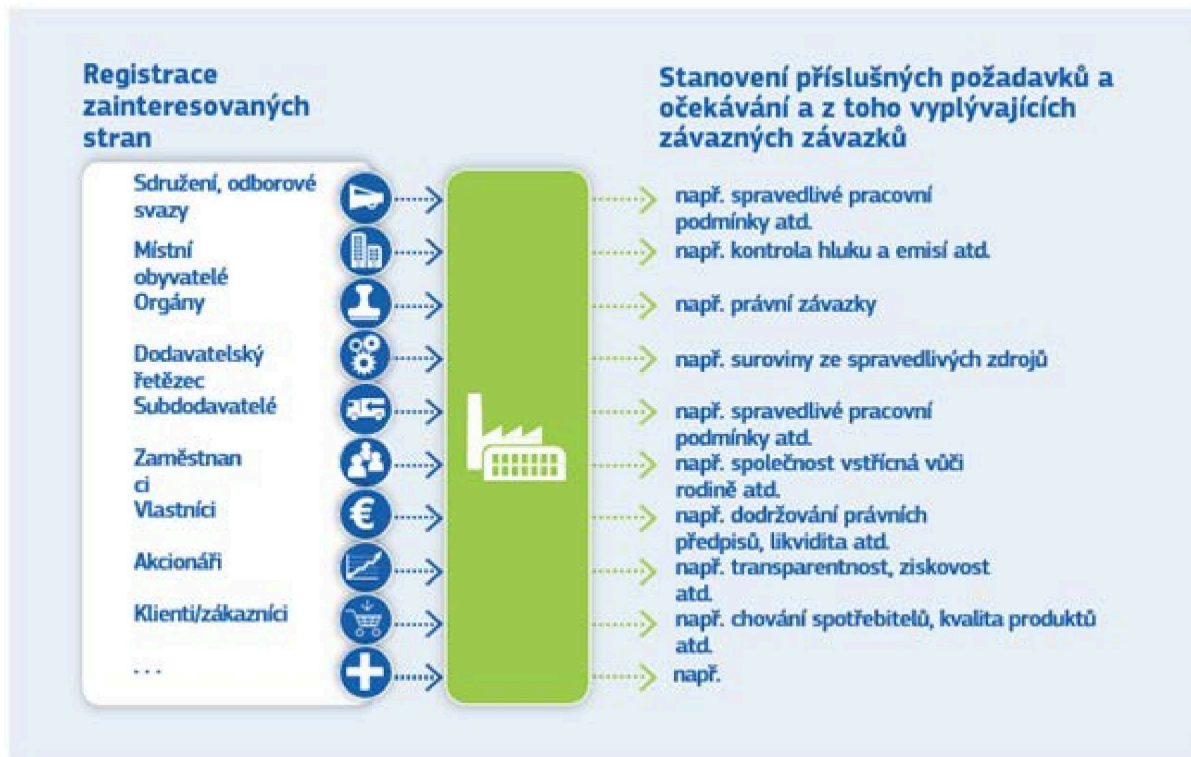 Registrace
zainteresovaných
stran
Stanovení příslušných požadavků a
očekávání a z toho vyplývajících
závazných závazků
Sdružení, odborové
svazy
např. spravedlivé pracovní
podmínky atd.
Místní
obyvatelé
např. kontrola hluku a emisí atd.
Orgány
např. právní závazky
Dodavatelský
řetězec
např. suroviny ze spravedlivých zdrojů
Subdodavatelé
např. spravedlivé pracovní
podmínky atd.
Zaměstnan
ci
např. společnost vstřícná vůči
rodině atd.
Vlastníci
např. dodržování právních
předpisů, likvidita atd.
Akcionáři
např. transparentnost, ziskovost
atd.
Klienti/zákazníci
např. chování spotřebitelů, kvalita produktů
atd.
...
např.